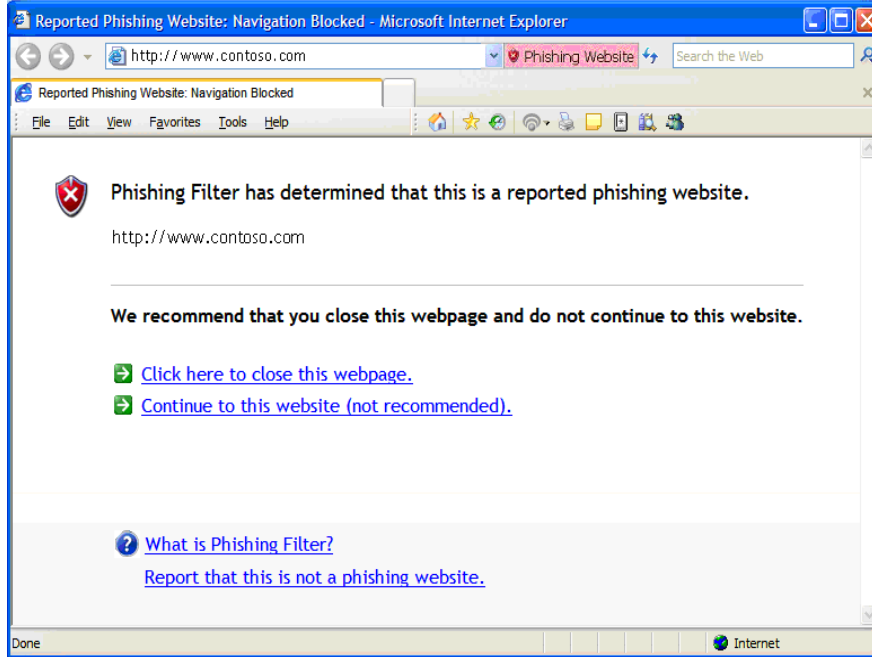 Reported Phishing Website: Navigation Blocked - Microsoft Internet Explorer
http://www.contoso.com Phishing Website Search the Web
Reported Phishing Website: Navigation Blocked
File Edit View Favorites Tools Help
Phishing Filter has determined that this is a reported phishing website.
http://www.contoso.com
We recommend that you close this webpage and do not continue to this website.
Click here to close this webpage.
Continue to this website (not recommended).
What is Phishing Filter?
Report that this is not a phishing website.
Done Internet